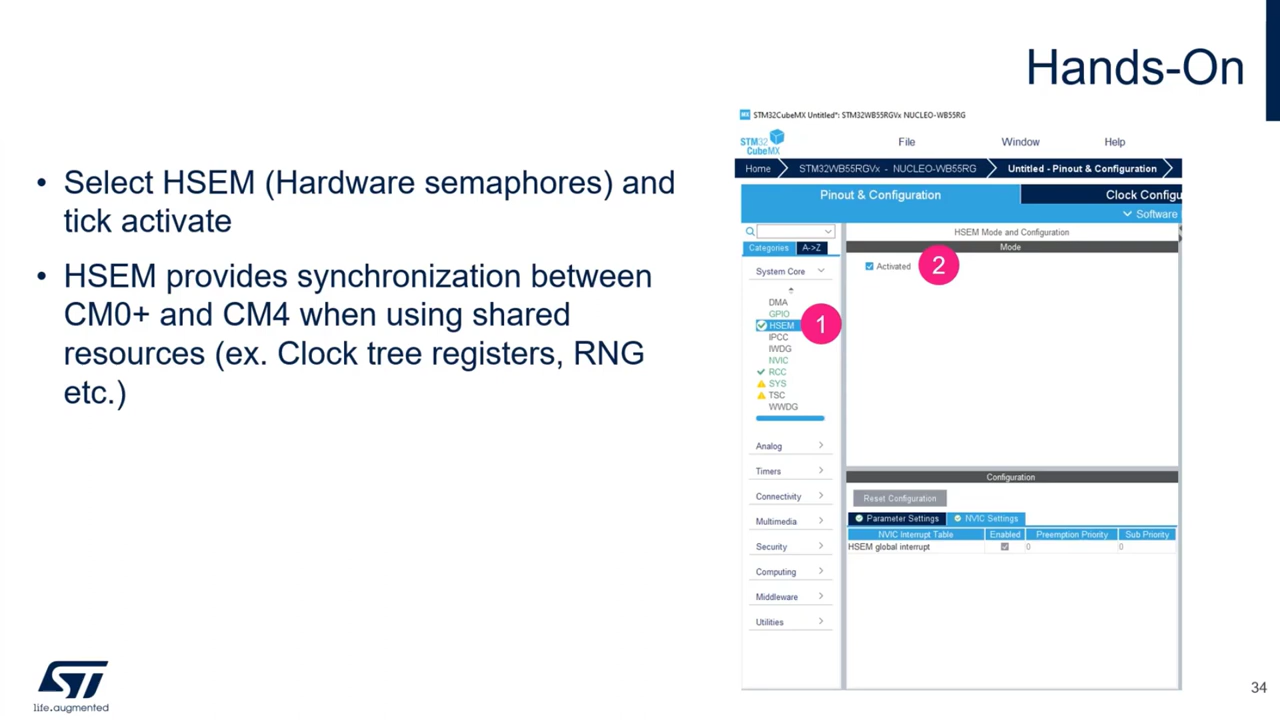 Hands-On
• Select HSEM (Hardware semaphores) and
tick activate
• HSEM provides synchronization between
CM0+ and CM4 when using shared
resources (ex. Clock tree registers, RNG
etc.)
MX STM32CubeMX Untitled*: STM32WB55RGVx NUCLEO-WB55RG
STM32
CubeMX
File Window Help
Home STM32WB55RGVx - NUCLEO-WB55RG Untitled - Pinout & Configuration
Pinout & Configuration Clock Configu
Software
Categories A->Z
System Core
DMA
GPIO
HSEM
IPCC
IWDG
NVIC
RCC
SYS
TSC
WWDG
Analog
Timers
Connectivity
Multimedia
Security
Computing
Middleware
Utilities
1
HSEM Mode and Configuration
Mode
Activated
2
Configuration
Reset Configuration
Parameter Settings NVIC Settings
NVIC Interrupt Table Enabled Preemption Priority Sub Priority
HSEM global interrupt 0 0
ST
life.augmented
34